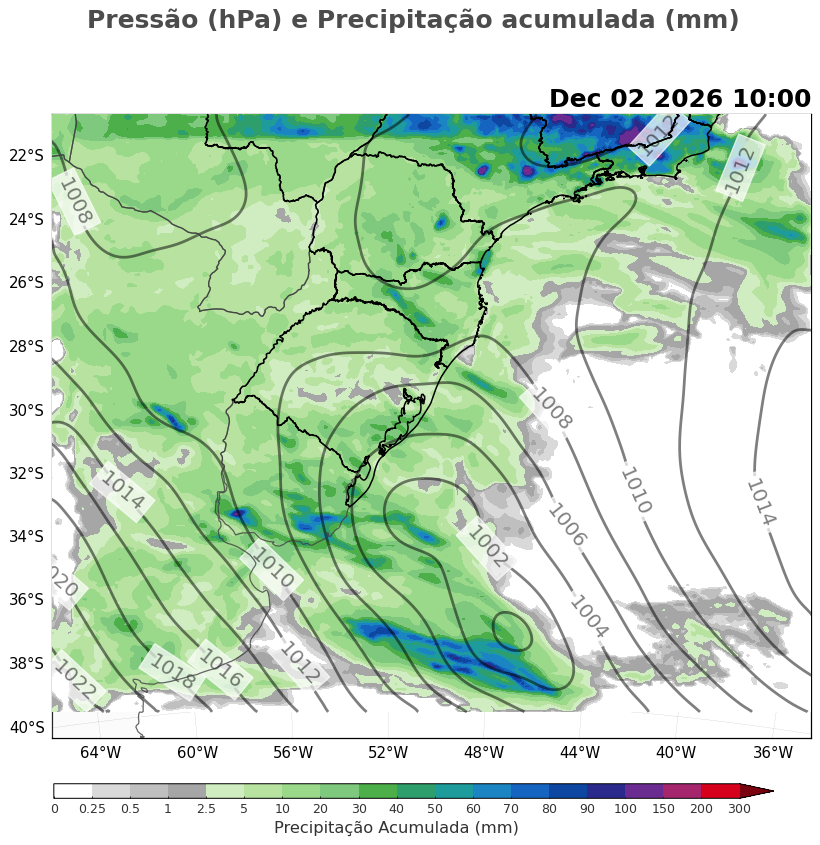 Pressão (hPa) e Precipitação acumulada (mm)
Dec 02 2026 10:00
22°S
24°S
26°S
28°S
30°S
32°S
34°S
36°S
38°S
40°S
1012
1012
1008
1008
1014
1010
1014
1006
1002
1010
1020
1004
1012
1016
1018
1022
64°W 60°W 56°W 52°W 48°W 44°W 40°W 36°W
0 0.25 0.5 1 2.5 5 10 20 30 40 50 60 70 80 90 100 150 200 300
Precipitação Acumulada (mm)